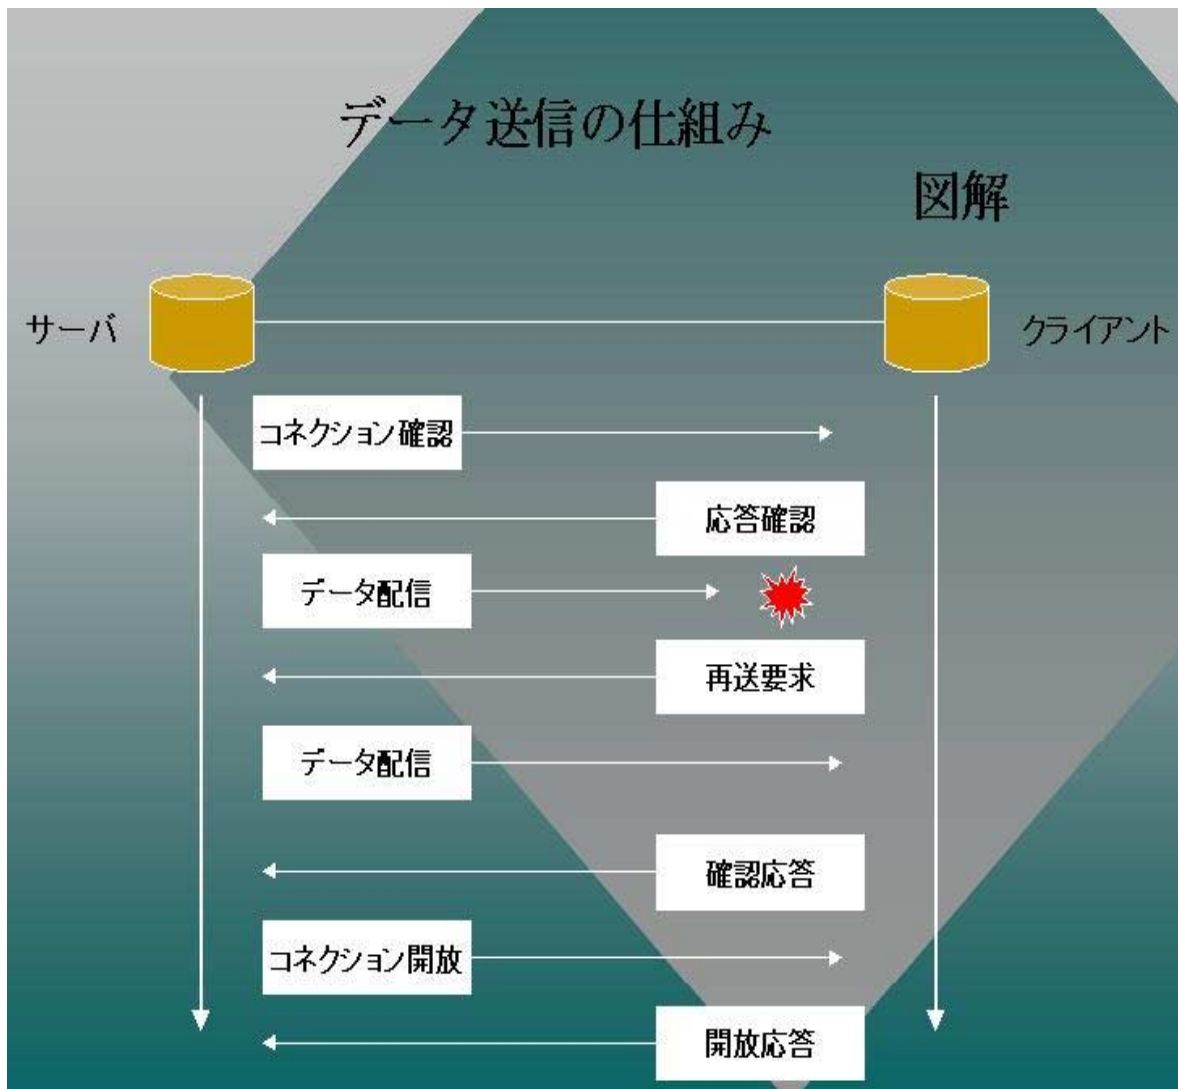 データ送信の仕組み
図解
サーバ
クライアント
コネクション確認
応答確認
データ配信
再送要求
データ配信
確認応答
コネクション開放
開放応答